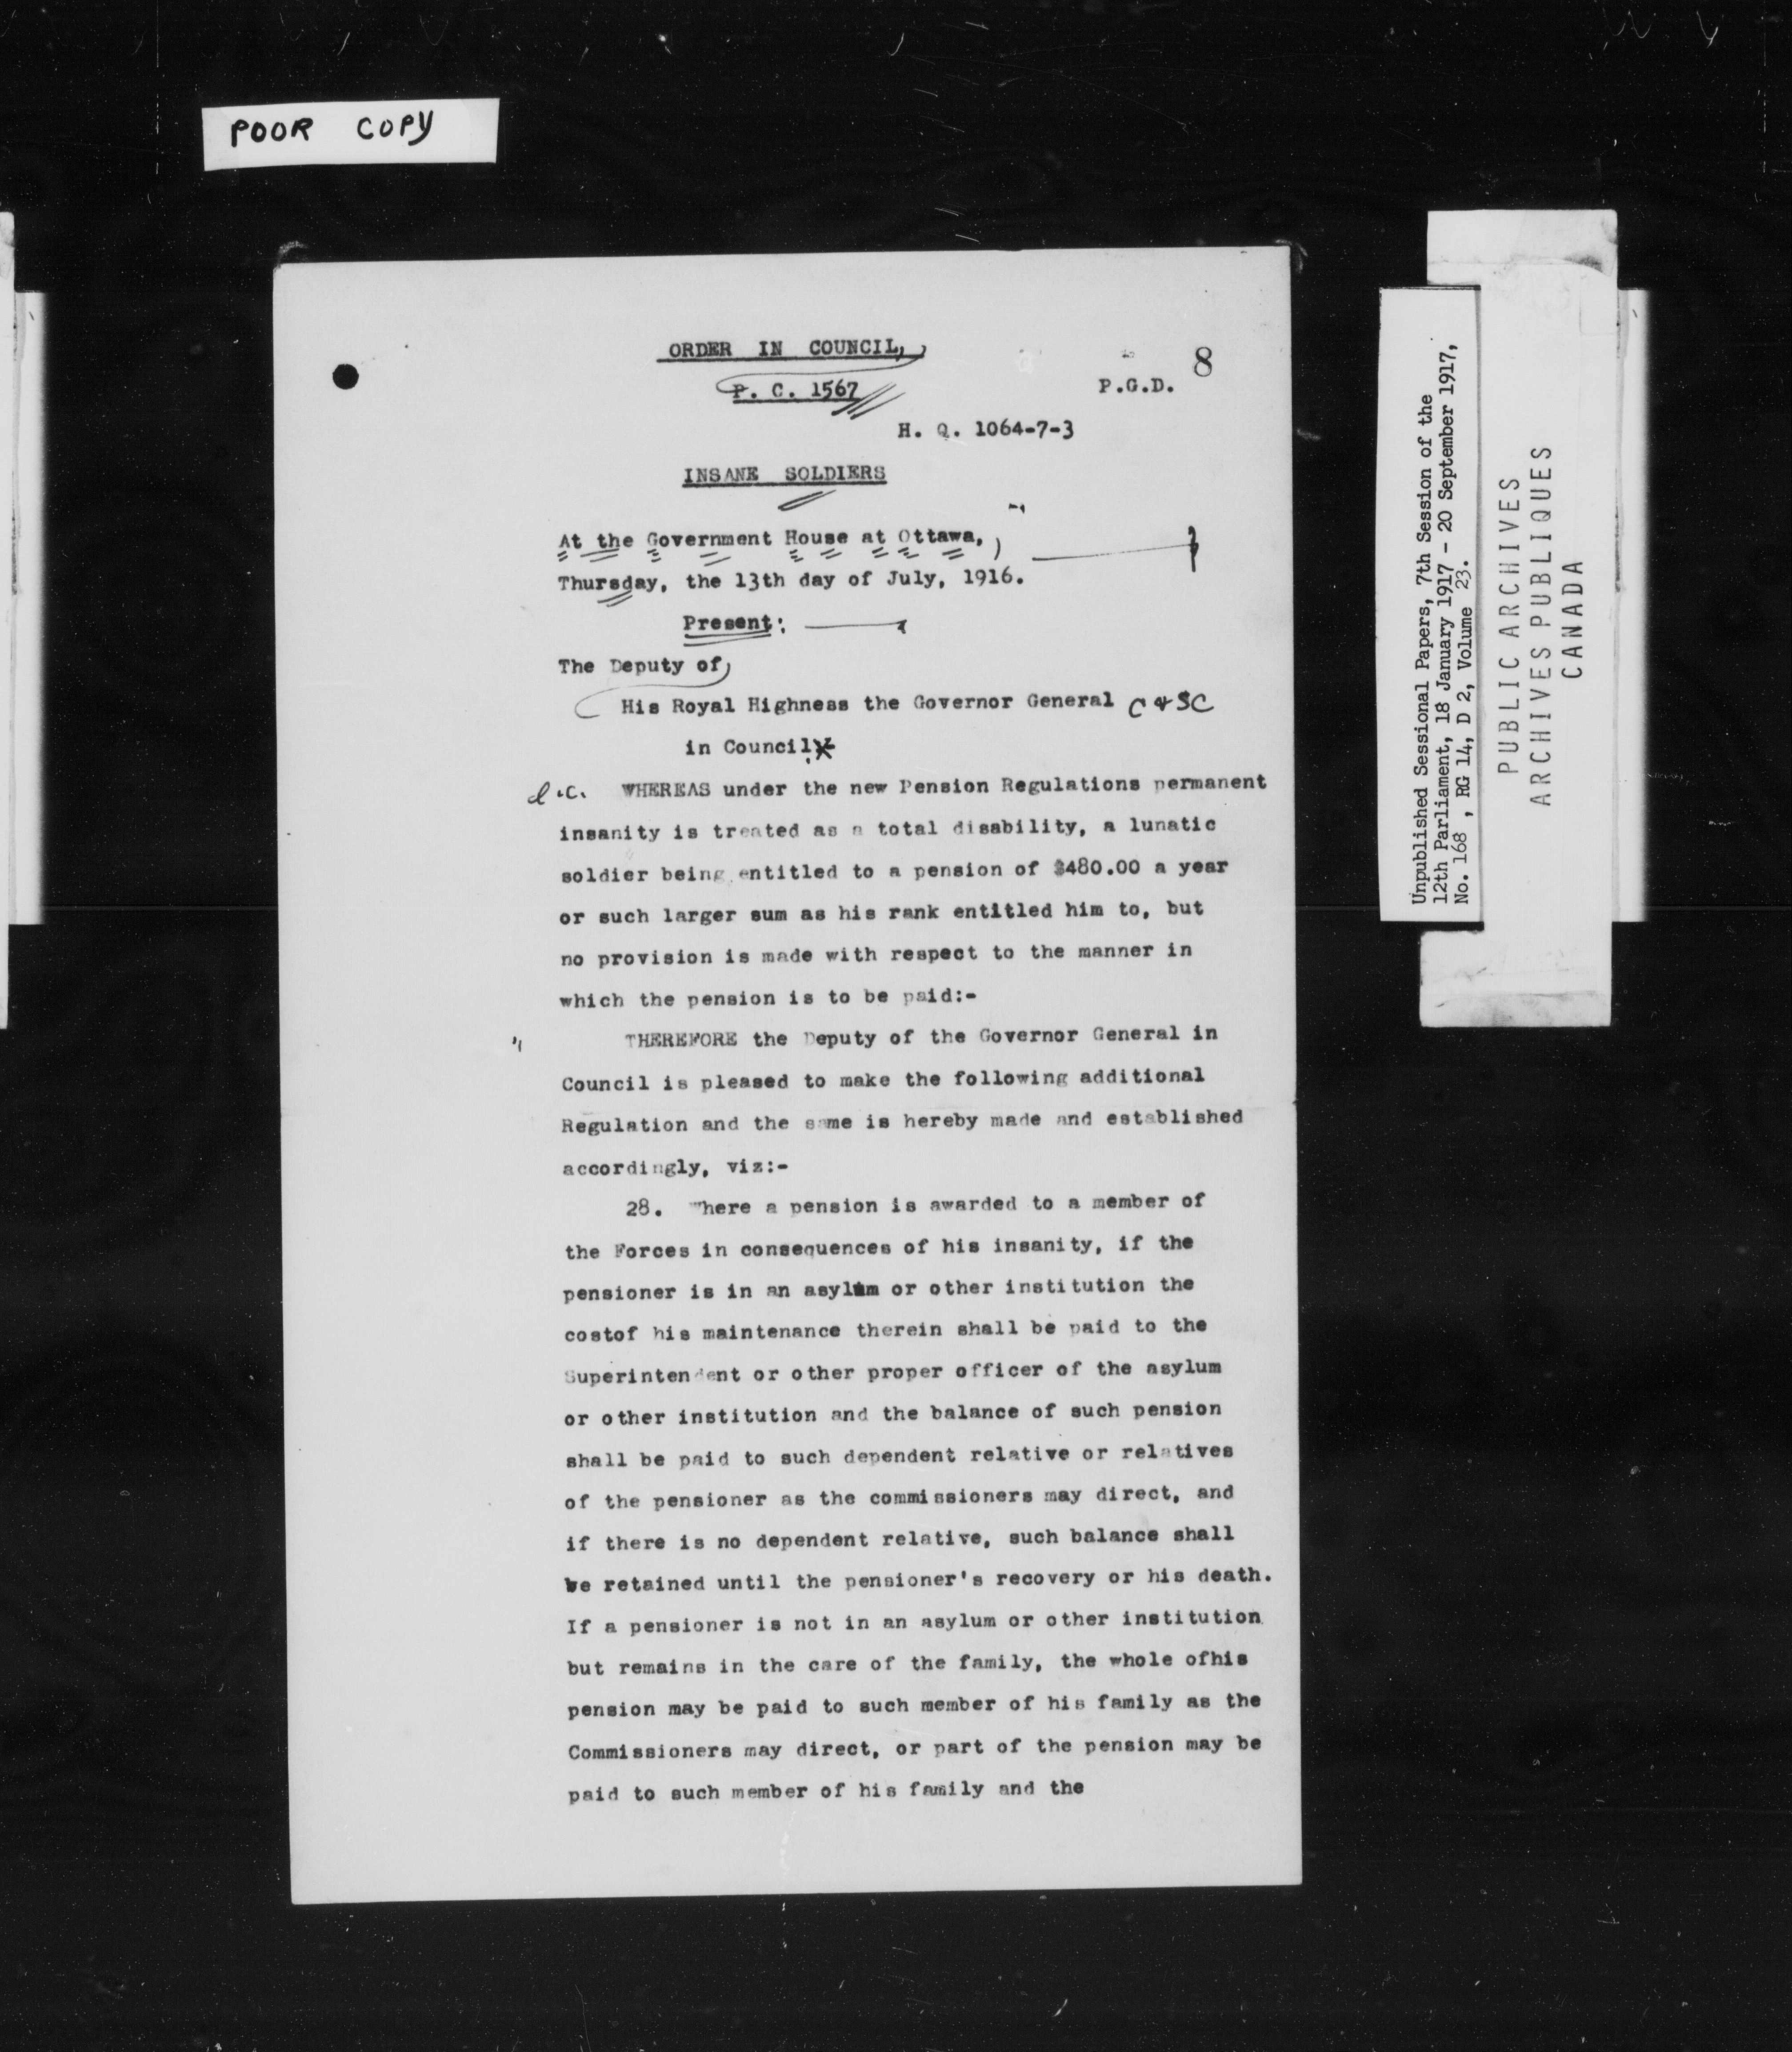 POOR COPY
ORDER IN COUNCIL,
P. C. 1567
P.G.D. 8
H. Q. 1064-7-3
INSANE SOLDIERS
At the Government House at Ottawa,
Thursday, the 13th day of July, 1916.
Present:
The Deputy of
His Royal Highness the Governor General C & SC
in Council
l.c. WHEREAS under the new Pension Regulations permanent
insanity is treated as a total disability, a lunatic
soldier being entitled to a pension of $480.00 a year
or such larger sum as his rank entitled him to, but
no provision is made with respect to the manner in
which the pension is to be paid:-
" THEREFORE the Deputy of the Governor General in
Council is pleased to make the following additional
Regulation and the same is hereby made and established
accordingly, viz:-
28. Where a pension is awarded to a member of
the Forces in consequences of his insanity, if the
pensioner is in an asylum or other institution the
costof his maintenance therein shall be paid to the
Superintendent or other proper officer of the asylum
or other institution and the balance of such pension
shall be paid to such dependent relative or relatives
of the pensioner as the commissioners may direct, and
if there is no dependent relative, such balance shall
be retained until the pensioner's recovery or his death.
If a pensioner is not in an asylum or other institution
but remains in the care of the family, the whole ofhis
pension may be paid to such member of his family as the
Commissioners may direct, or part of the pension may be
paid to such member of his family and the
Unpublished Sessional Papers, 7th Session of the
12th Parliament, 18 January 1917 - 20 September 1917,
No. 168 , RG 14, D 2, Volume 23.
PUBLIC ARCHIVES
ARCHIVES PUBLIQUES
CANADA